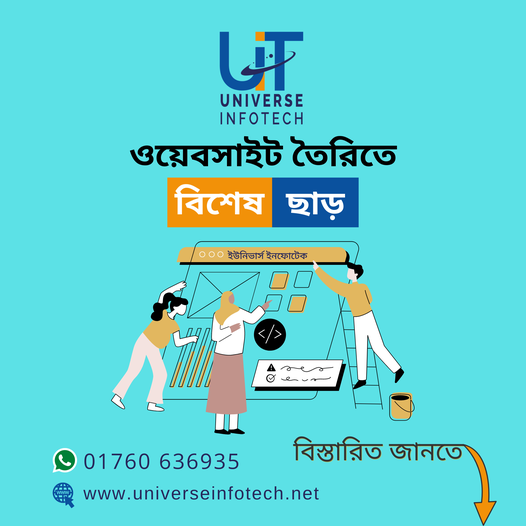 UiT
UNIVERSE
INFOTECH
ওয়েবসাইট তৈরিতে
বিশেষ ছাড়
ইউনিভার্স ইনফোটেক
</>
01760 636935
www.universeinfotech.net
বিস্তারিত জানতে